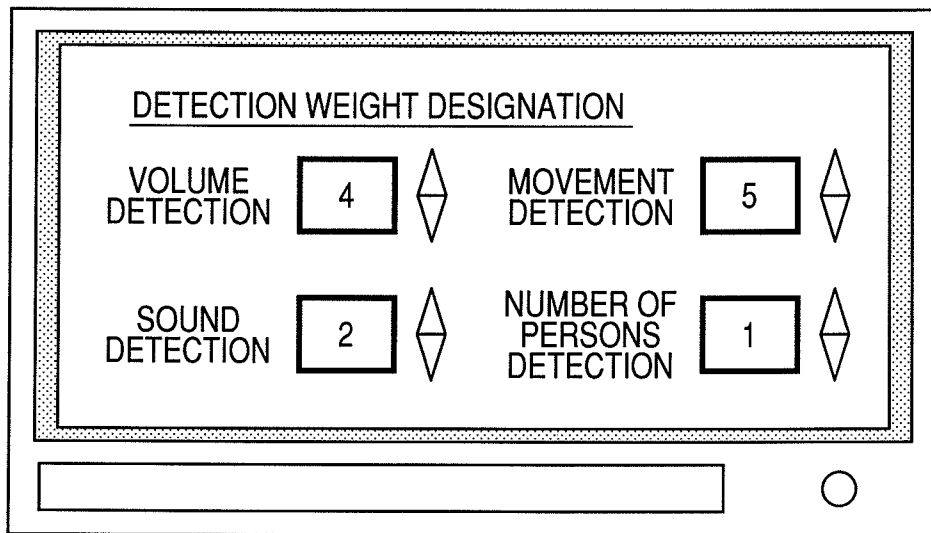 DETECTION WEIGHT DESIGNATION
VOLUME
DETECTION
4
MOVEMENT
DETECTION
5
SOUND
DETECTION
2
NUMBER OF
PERSONS
DETECTION
1